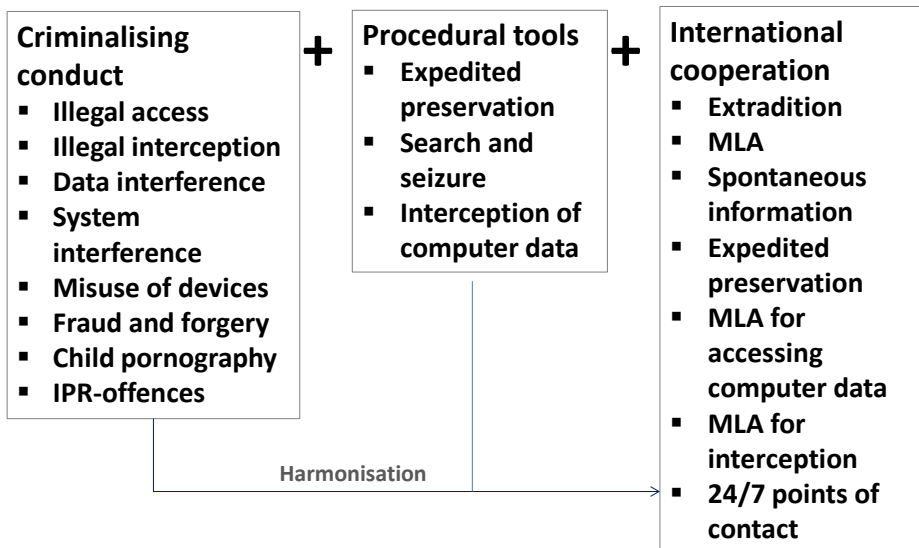 Criminalising
conduct
▪ Illegal access
▪ Illegal interception
▪ Data interference
▪ System
interference
▪ Misuse of devices
▪ Fraud and forgery
▪ Child pornography
▪ IPR-offences
+
Procedural tools
▪ Expedited
preservation
▪ Search and
seizure
▪ Interception of
computer data
+
International
cooperation
▪ Extradition
▪ MLA
▪ Spontaneous
information
▪ Expedited
preservation
▪ MLA for
accessing
computer data
▪ MLA for
interception
▪ 24/7 points of
contact
Harmonisation